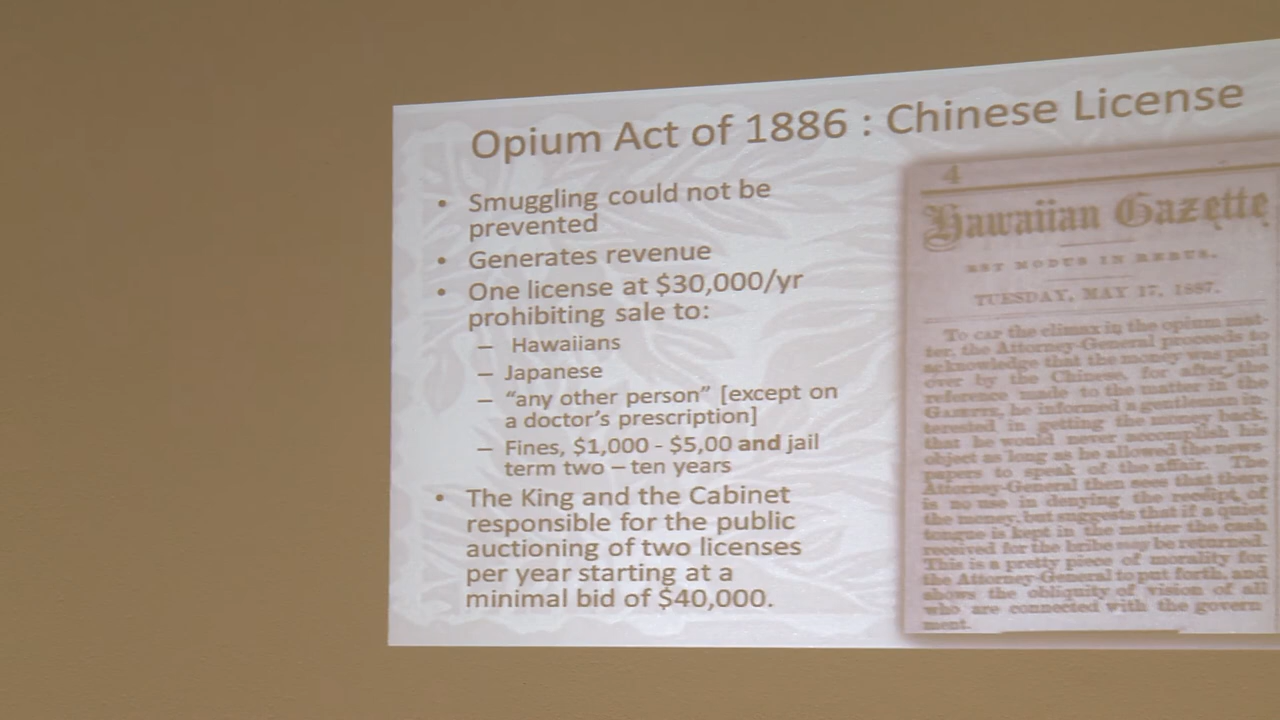 Opium Act of 1886 : Chinese License
• Smuggling could not be
prevented
• Generates revenue
• One license at $30,000/yr
prohibiting sale to:
– Hawaiians
– Japanese
– “any other person” [except on
a doctor’s prescription]
– Fines, $1,000 - $5,00 and jail
term two – ten years
• The King and the Cabinet
responsible for the public
auctioning of two licenses
per year starting at a
minimal bid of $40,000.
4
Hawaiian Gazette
EST MODUS IN REBUS.
TUESDAY, MAY 17, 1887.
To cap the climax in the opium mat-
ter, the Attorney-General proceeds to
acknowledge that the money was paid
over by the Chinese, for after the
reference made to the matter in the
Gazette, he informed a gentleman in-
terested in getting the money back,
that he would never accomplish his
object as long as he allowed the news
papers to speak of the affair. The
Attorney-General then sees that there
is no use in denying the receipt of
the money, but suggests that if a quiet
tongue is kept in the matter the cash
received for the bribe may be returned.
This is a pretty piece of morality for
the Attorney-General to put forth, and
shows the obliquity of vision of all
who are connected with the govern
ment.